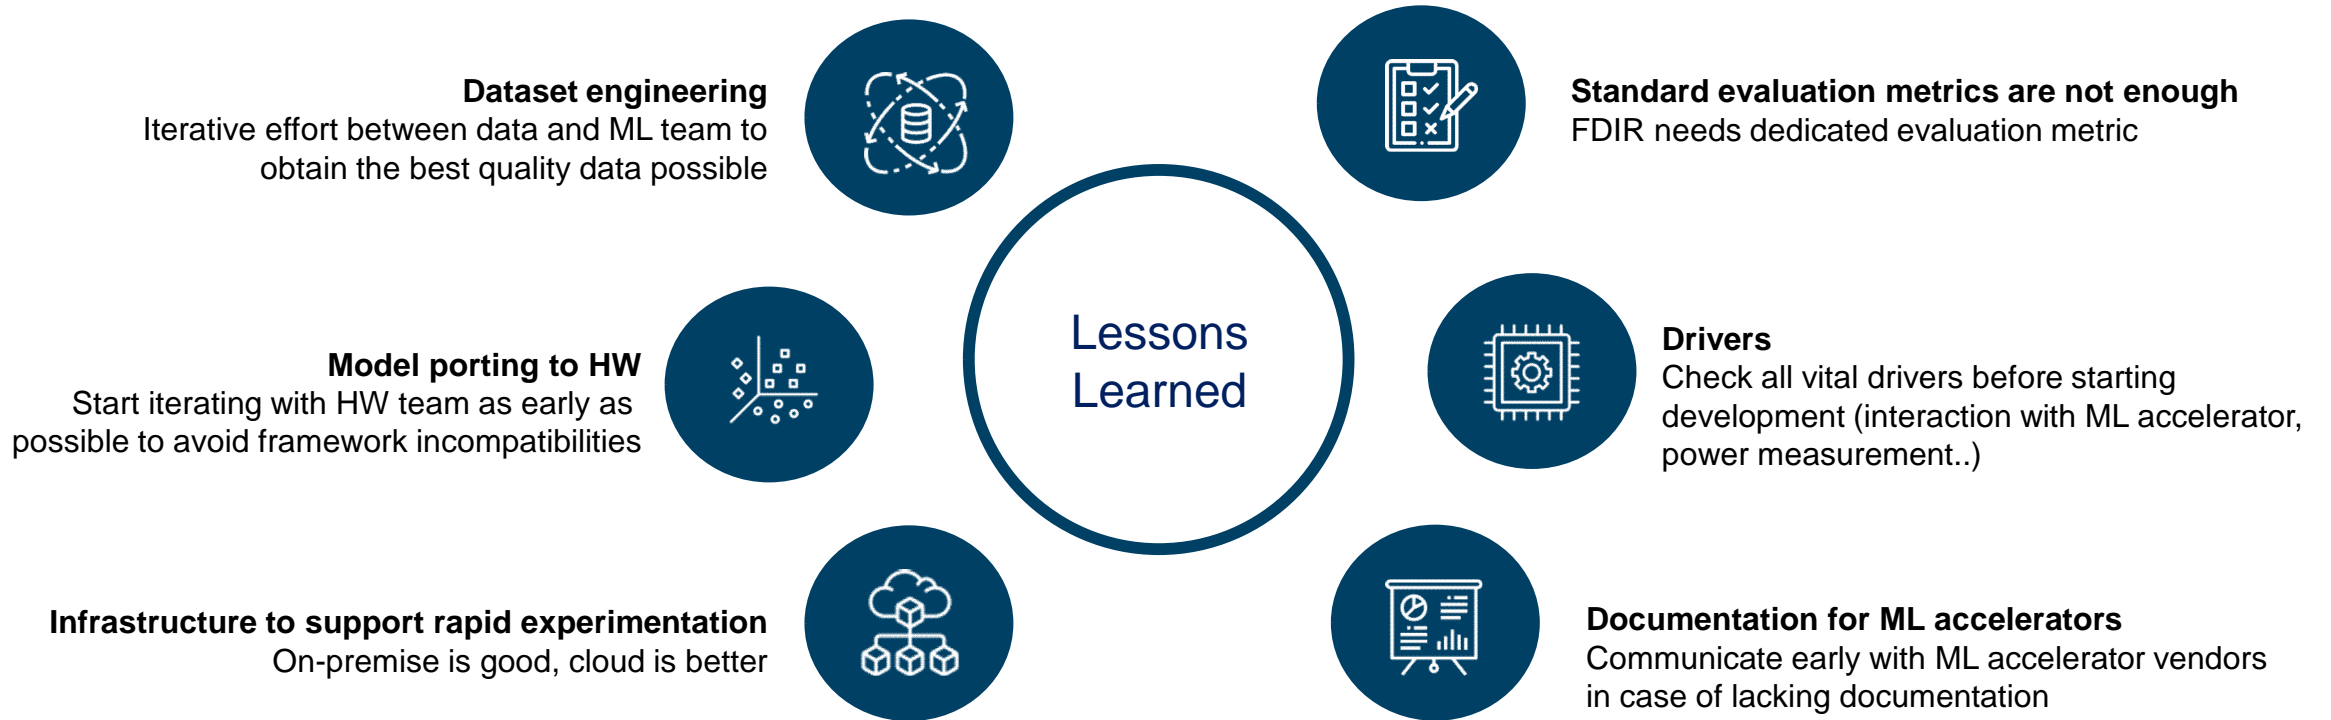 Dataset engineering
Iterative effort between data and ML team to
obtain the best quality data possible
Model porting to HW
Start iterating with HW team as early as
possible to avoid framework incompatibilities
Infrastructure to support rapid experimentation
On-premise is good, cloud is better
Lessons
Learned
Standard evaluation metrics are not enough
FDIR needs dedicated evaluation metric
Drivers
Check all vital drivers before starting
development (interaction with ML accelerator,
power measurement..)
Documentation for ML accelerators
Communicate early with ML accelerator vendors
in case of lacking documentation